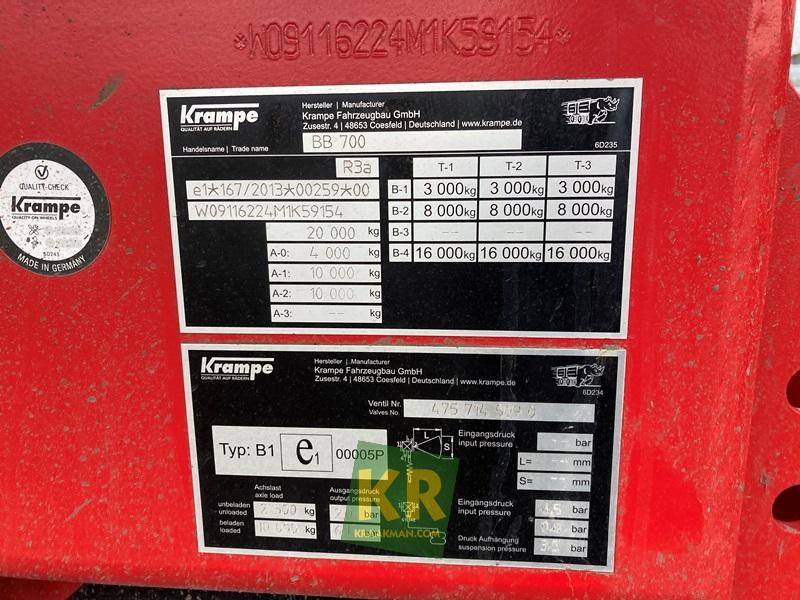 *W09116224M1K59154*
Krampe
QUALITÄT AUF RÄDERN
Hersteller | Manufacturer
Krampe Fahrzeugbau GmbH
Zusestr. 4 | 48653 Coesfeld | Deutschland | www.krampe.de
Handelsname | Trade name
BB 700
6D235
R3a
e1*167/2013*00259*00
W09116224M1K59154
20 000 kg
A-0: 4 000 kg
A-1: 10 000 kg
A-2: 10 000 kg
A-3: -- kg
T-1 T-2 T-3
B-1 3 000kg 3 000kg 3 000kg
B-2 8 000kg 8 000kg 8 000kg
B-3 -- -- --
B-4 16 000kg 16 000kg 16 000kg
QUALITY-CHECK
Krampe
QUALITY ON WHEELS
6D243
MADE IN GERMANY
Krampe
QUALITÄT AUF RÄDERN
Hersteller | Manufacturer
Krampe Fahrzeugbau GmbH
Zusestr. 4 | 48653 Coesfeld | Deutschland | www.krampe.de
6D234
Ventil Nr.
Valves No.
475 714
Typ: B1 e1 00005P
L
S
Eingangsdruck
input pressure
-- bar
L= -- mm
S= -- mm
Achslast
axle load
Ausgangsdruck
output pressure
unbeladen
unloaded
kg
bar
beladen
loaded
kg
Eingangsdruck
input pressure
bar
bar
Druck Aufhängung
suspension pressure
bar
KR
KRAAKMAN.COM